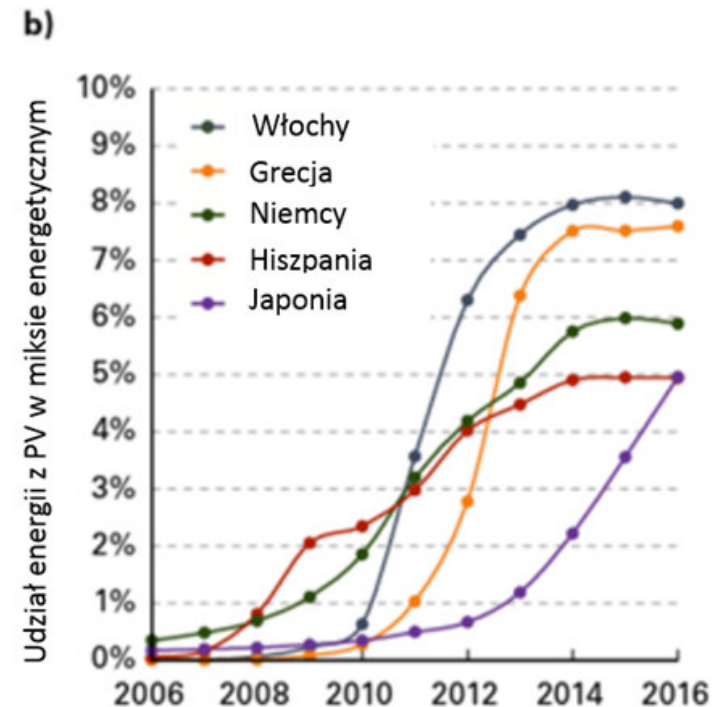 b)
Udział energii z PV w miksie energetycznym
10%
9%
8%
7%
6%
5%
4%
3%
2%
1%
0%
Włochy
Grecja
Niemcy
Hiszpania
Japonia
2006 2008 2010 2012 2014 2016